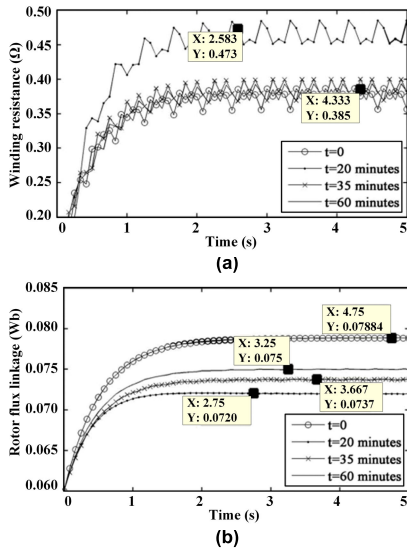 0.50
0.45
0.40
0.35
0.30
0.25
0.20
Winding resistance (Ω)
X: 2.583
Y: 0.473
X: 4.333
Y: 0.385
t=0
t=20 minutes
t=35 minutes
t=60 minutes
0 1 2 3 4 5
Time (s)
(a)
0.085
0.080
0.075
0.070
0.065
0.060
Rotor flux linkage (Wb)
X: 4.75
Y: 0.07884
X: 3.25
Y: 0.075
X: 3.667
Y: 0.0737
X: 2.75
Y: 0.0720
t=0
t=20 minutes
t=35 minutes
t=60 minutes
0 1 2 3 4 5
Time (s)
(b)